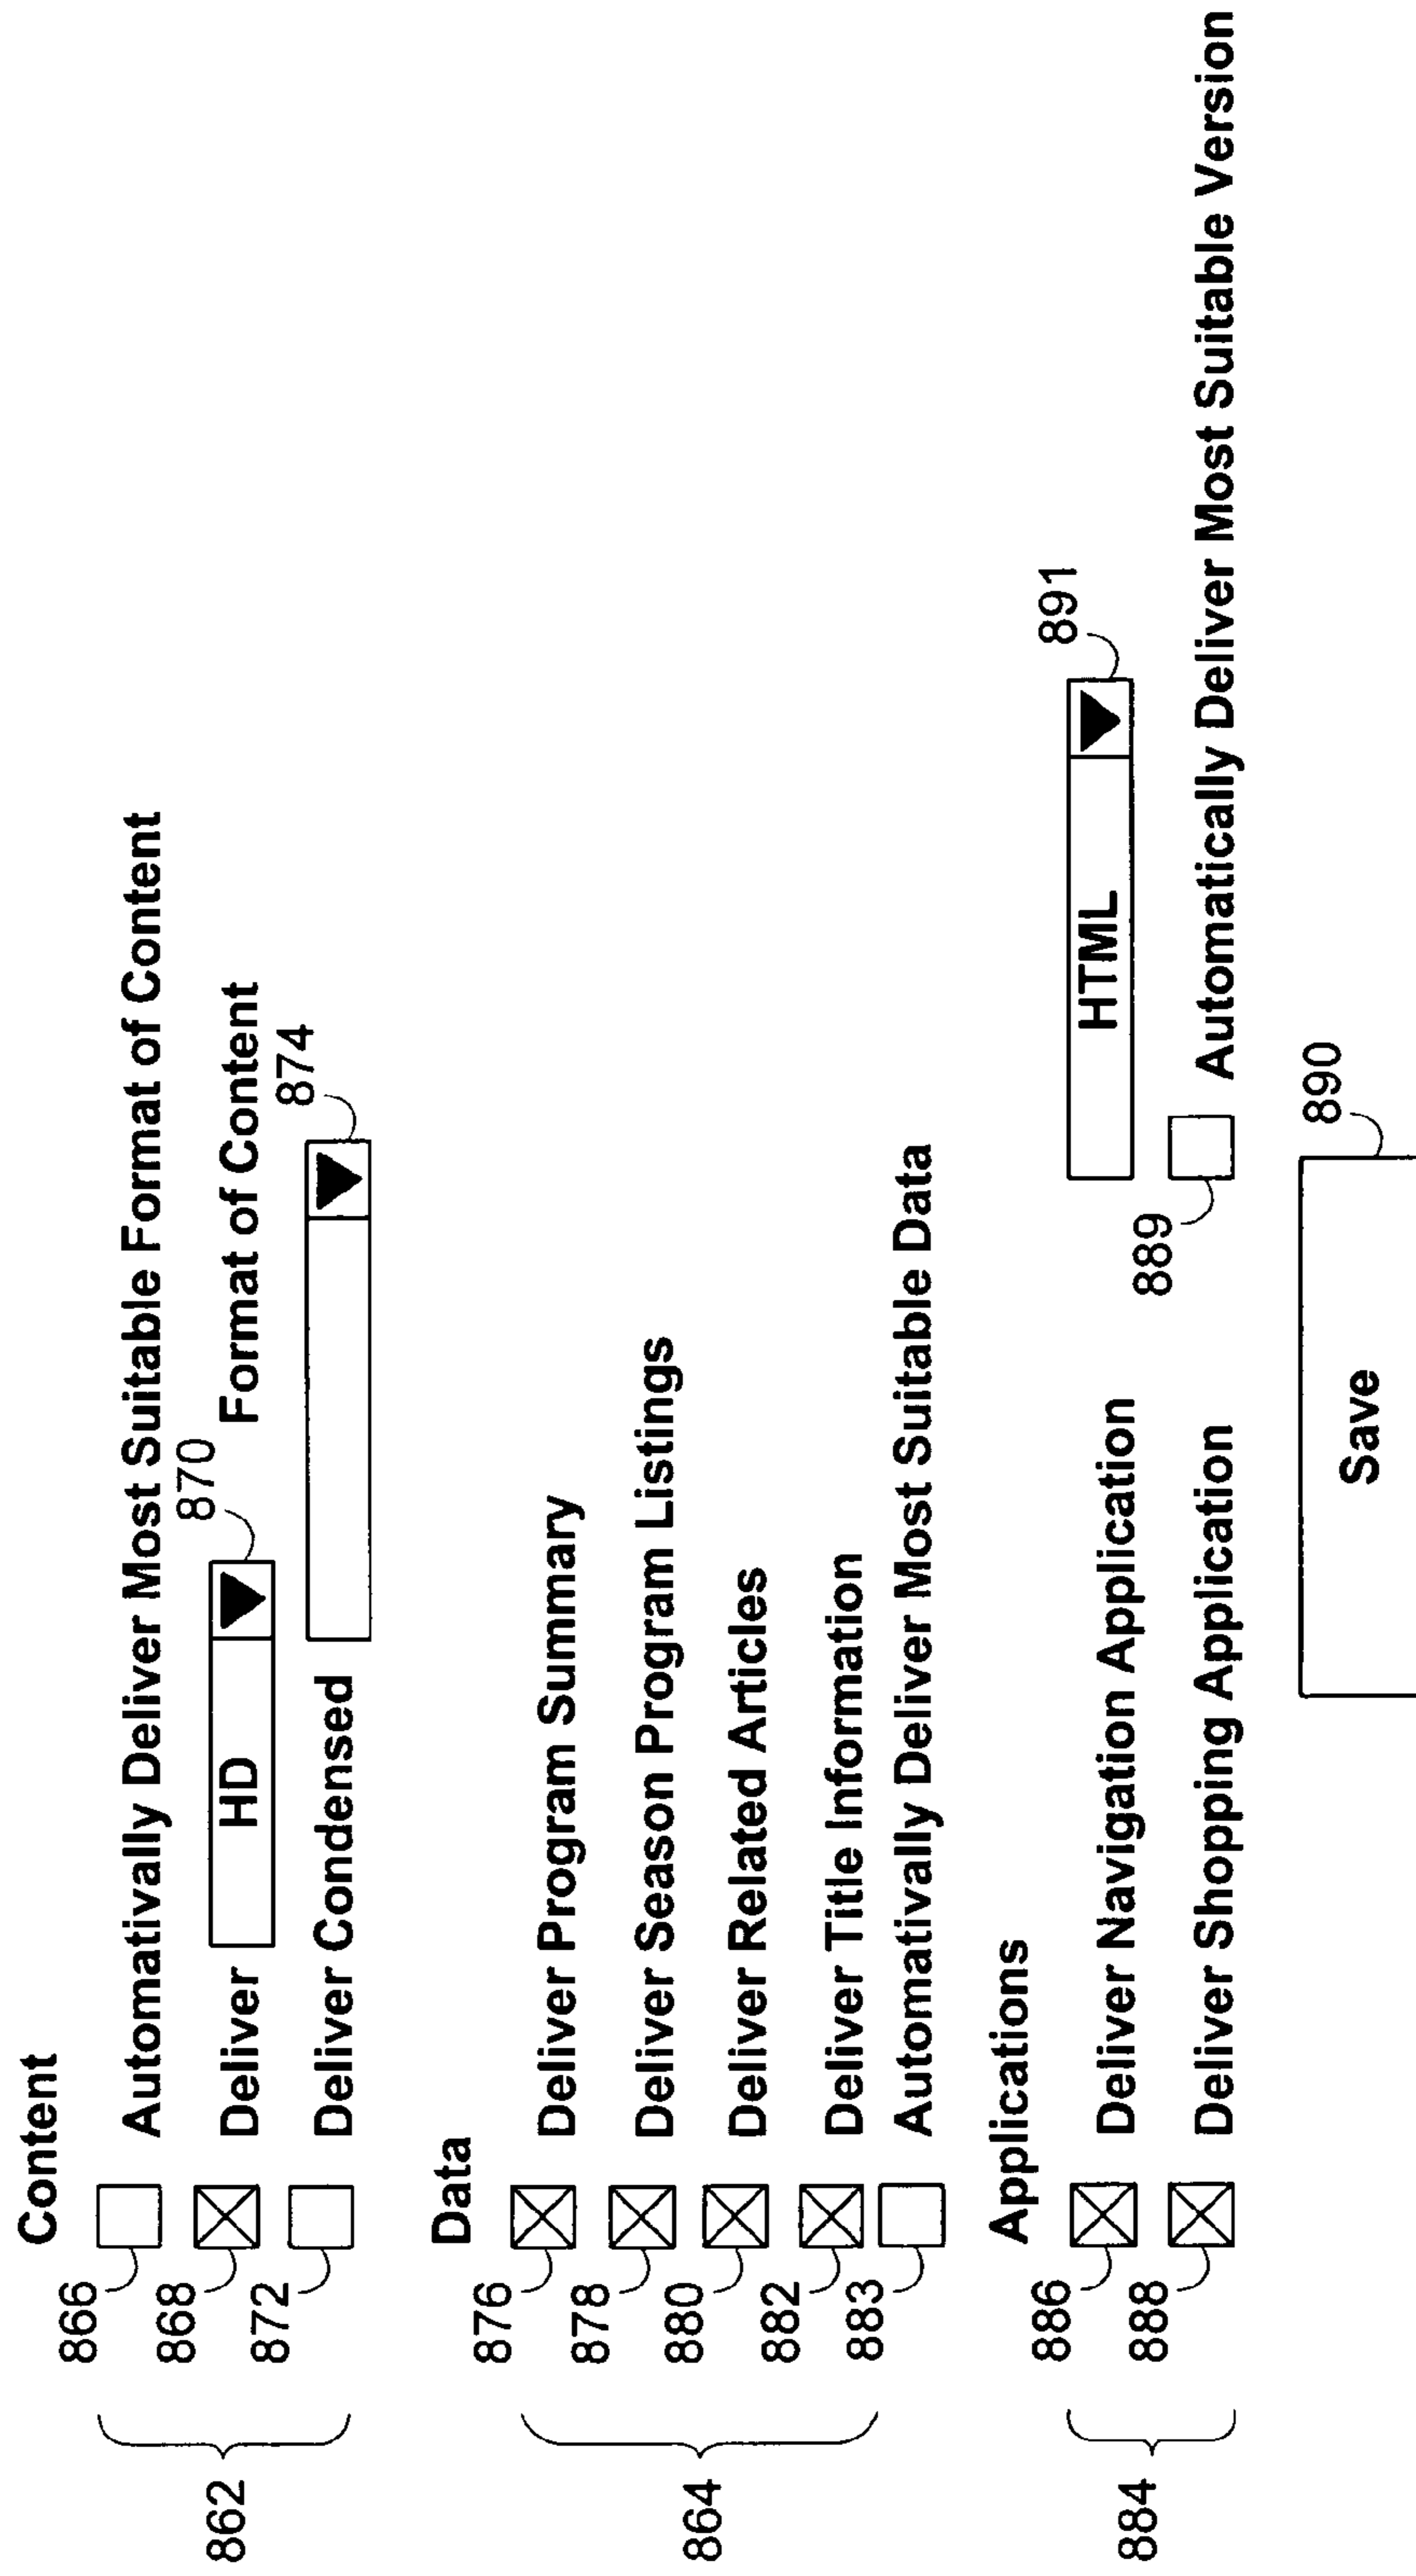 Content
866 Automativally Deliver Most Suitable Format of Content
870
868 Deliver HD Format of Content
874
872 Deliver Condensed
862
Data
876 Deliver Program Summary
878 Deliver Season Program Listings
880 Deliver Related Articles
882 Deliver Title Information
883 Automativally Deliver Most Suitable Data
864
Applications
891
886 Deliver Navigation Application HTML
889
888 Deliver Shopping Application Automatically Deliver Most Suitable Version
884
890
Save